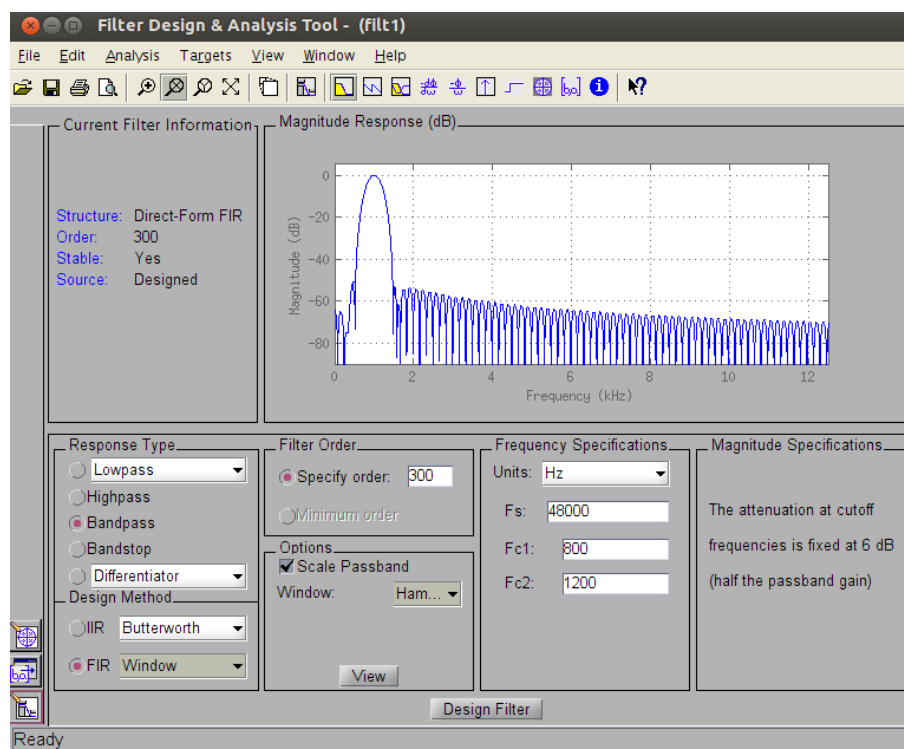 Filter Design & Analysis Tool - (filt1)
File Edit Analysis Targets View Window Help
Current Filter Information
Structure: Direct-Form FIR
Order: 300
Stable: Yes
Source: Designed
Magnitude Response (dB)
Magnitude (dB)
0
−20
−40
−60
−80
0 2 4 6 8 10 12
Frequency (kHz)
Response Type
Lowpass
Highpass
Bandpass
Bandstop
Differentiator
Design Method
IIR Butterworth
FIR Window
Filter Order
Specify order: 300
Minimum order
Options
Scale Passband
Window: Ham...
View
Frequency Specifications
Units: Hz
Fs: 48000
Fc1: 800
Fc2: 1200
Magnitude Specifications
The attenuation at cutoff
frequencies is fixed at 6 dB
(half the passband gain)
Design Filter
Ready